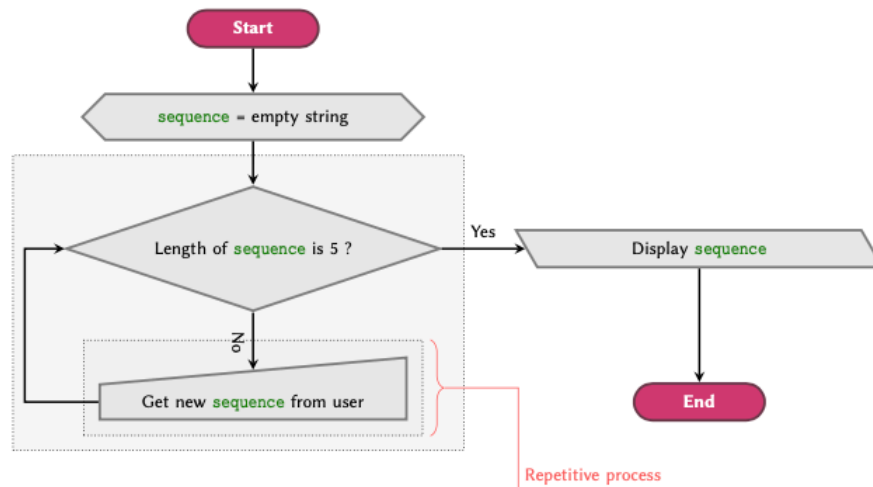 Start
sequence = empty string
Length of sequence is 5 ?
Yes
Display sequence
No
Get new sequence from user
End
Repetitive process